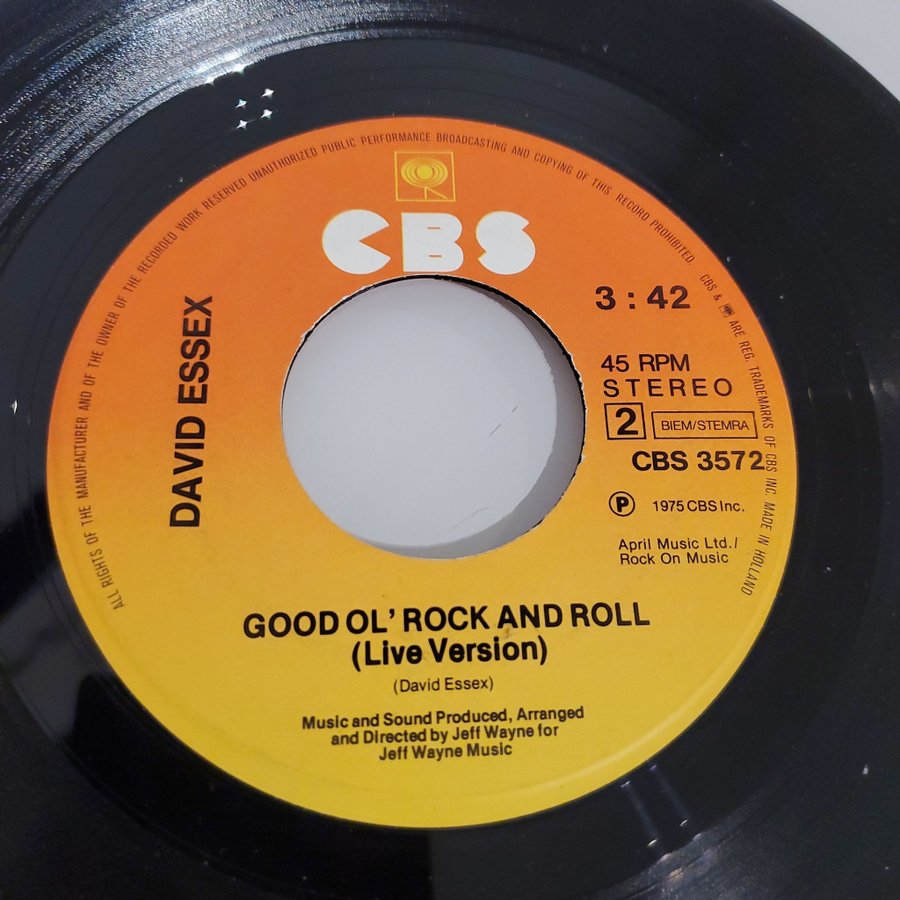 ALL RIGHTS OF THE MANUFACTURER AND OF THE OWNER OF THE RECORDED WORK RESERVED UNAUTHORIZED PUBLIC PERFORMANCE BROADCASTING AND COPYING OF THIS RECORD PROHIBITED. CBS & ARE REG. TRADEMARKS OF CBS INC. MADE IN HOLLAND
CBS
DAVID ESSEX
3 : 42
45 RPM
STEREO
2 BIEM/STEMRA
CBS 3572
Ⓟ 1975 CBS Inc.
April Music Ltd./
Rock On Music
GOOD OL' ROCK AND ROLL
(Live Version)
(David Essex)
Music and Sound Produced, Arranged
and Directed by Jeff Wayne for
Jeff Wayne Music